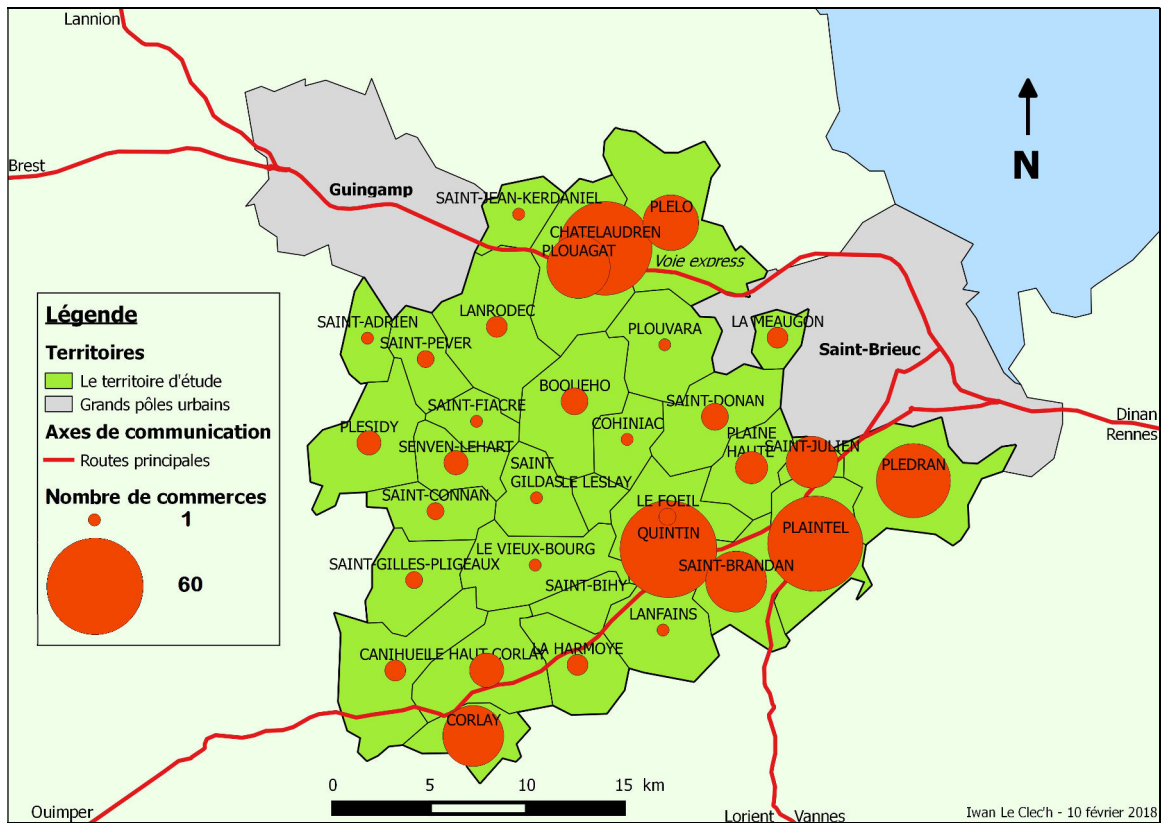 Lannion
Brest
Guingamp
N
SAINT-JEAN-KERDANIEL
PLELO
CHATELAUDREN
PLOUAGAT
Voie express
Légende
Territoires
Le territoire d'étude
Grands pôles urbains
Axes de communication
Routes principales
Nombre de commerces
1
60
SAINT-ADRIEN
LANRODEC
SAINT-PEVER
PLOUVARA
LA MEAUGON
Saint-Brieuc
BOQUEHO
SAINT-FIACRE
SAINT-DONAN
PLESIDY
COHINIAC
SENVEN-LEHART
PLAINE
HAUTE
SAINT-JULIEN
Dinan
Rennes
SAINT
GILDAS
LE LESLAY
PLEDRAN
SAINT-CONNAN
LE FOEIL
QUINTIN
PLAINTEL
LE VIEUX-BOURG
SAINT-GILLES-PLIGEAUX
SAINT-BIHY
SAINT-BRANDAN
LANFAINS
CANIHUEL
LE HAUT CORLAY
LA HARMOYE
CORLAY
0 5 10 15 km
Quimper
Lorient
Vannes
Iwan Le Clec'h - 10 février 2018